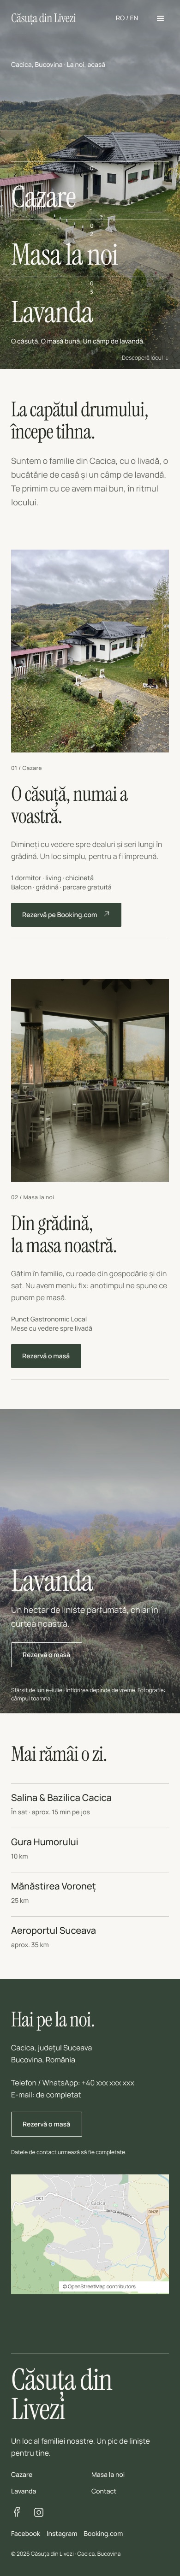 Căsuța din Livezi
RO / EN
Cacica, Bucovina · La noi, acasă
Cazare
02
Masa la noi
03
Lavanda
O căsuță. O masă bună. Un câmp de lavandă.
Descoperă locul ↓
La capătul drumului,
începe tihna.
Suntem o familie din Cacica, cu o livadă, o
bucătărie de casă și un câmp de lavandă.
Te primim cu ce avem mai bun, în ritmul
locului.
01 / Cazare
O căsuță, numai a
voastră.
Dimineți cu vedere spre dealuri și seri lungi în
grădină. Un loc simplu, pentru a fi împreună.
1 dormitor · living · chicinetă
Balcon · grădină · parcare gratuită
Rezervă pe Booking.com ↗
02 / Masa la noi
Din grădină,
la masa noastră.
Gătim în familie, cu roade din gospodărie și din
sat. Nu avem meniu fix: anotimpul ne spune ce
punem pe masă.
Punct Gastronomic Local
Mese cu vedere spre livadă
Rezervă o masă
Lavanda
Un hectar de liniște parfumată, chiar în
curtea noastră.
Rezervă o masă
Sfârșit de iunie–iulie · înflorirea depinde de vreme. Fotografie:
câmpul toamna.
Mai rămâi o zi.
Salina & Bazilica Cacica
În sat · aprox. 15 min pe jos
Gura Humorului
10 km
Mănăstirea Voroneț
25 km
Aeroportul Suceava
aprox. 35 km
Hai pe la noi.
Cacica, județul Suceava
Bucovina, România
Telefon / WhatsApp: +40 xxx xxx xxx
E-mail: de completat
Rezervă o masă
Datele de contact urmează să fie completate.
Cacica
© OpenStreetMap contributors
Căsuța din
Livezi
Un loc al familiei noastre. Un pic de liniște
pentru tine.
Cazare
Masa la noi
Lavanda
Contact
Facebook Instagram Booking.com
© 2026 Căsuța din Livezi · Cacica, Bucovina